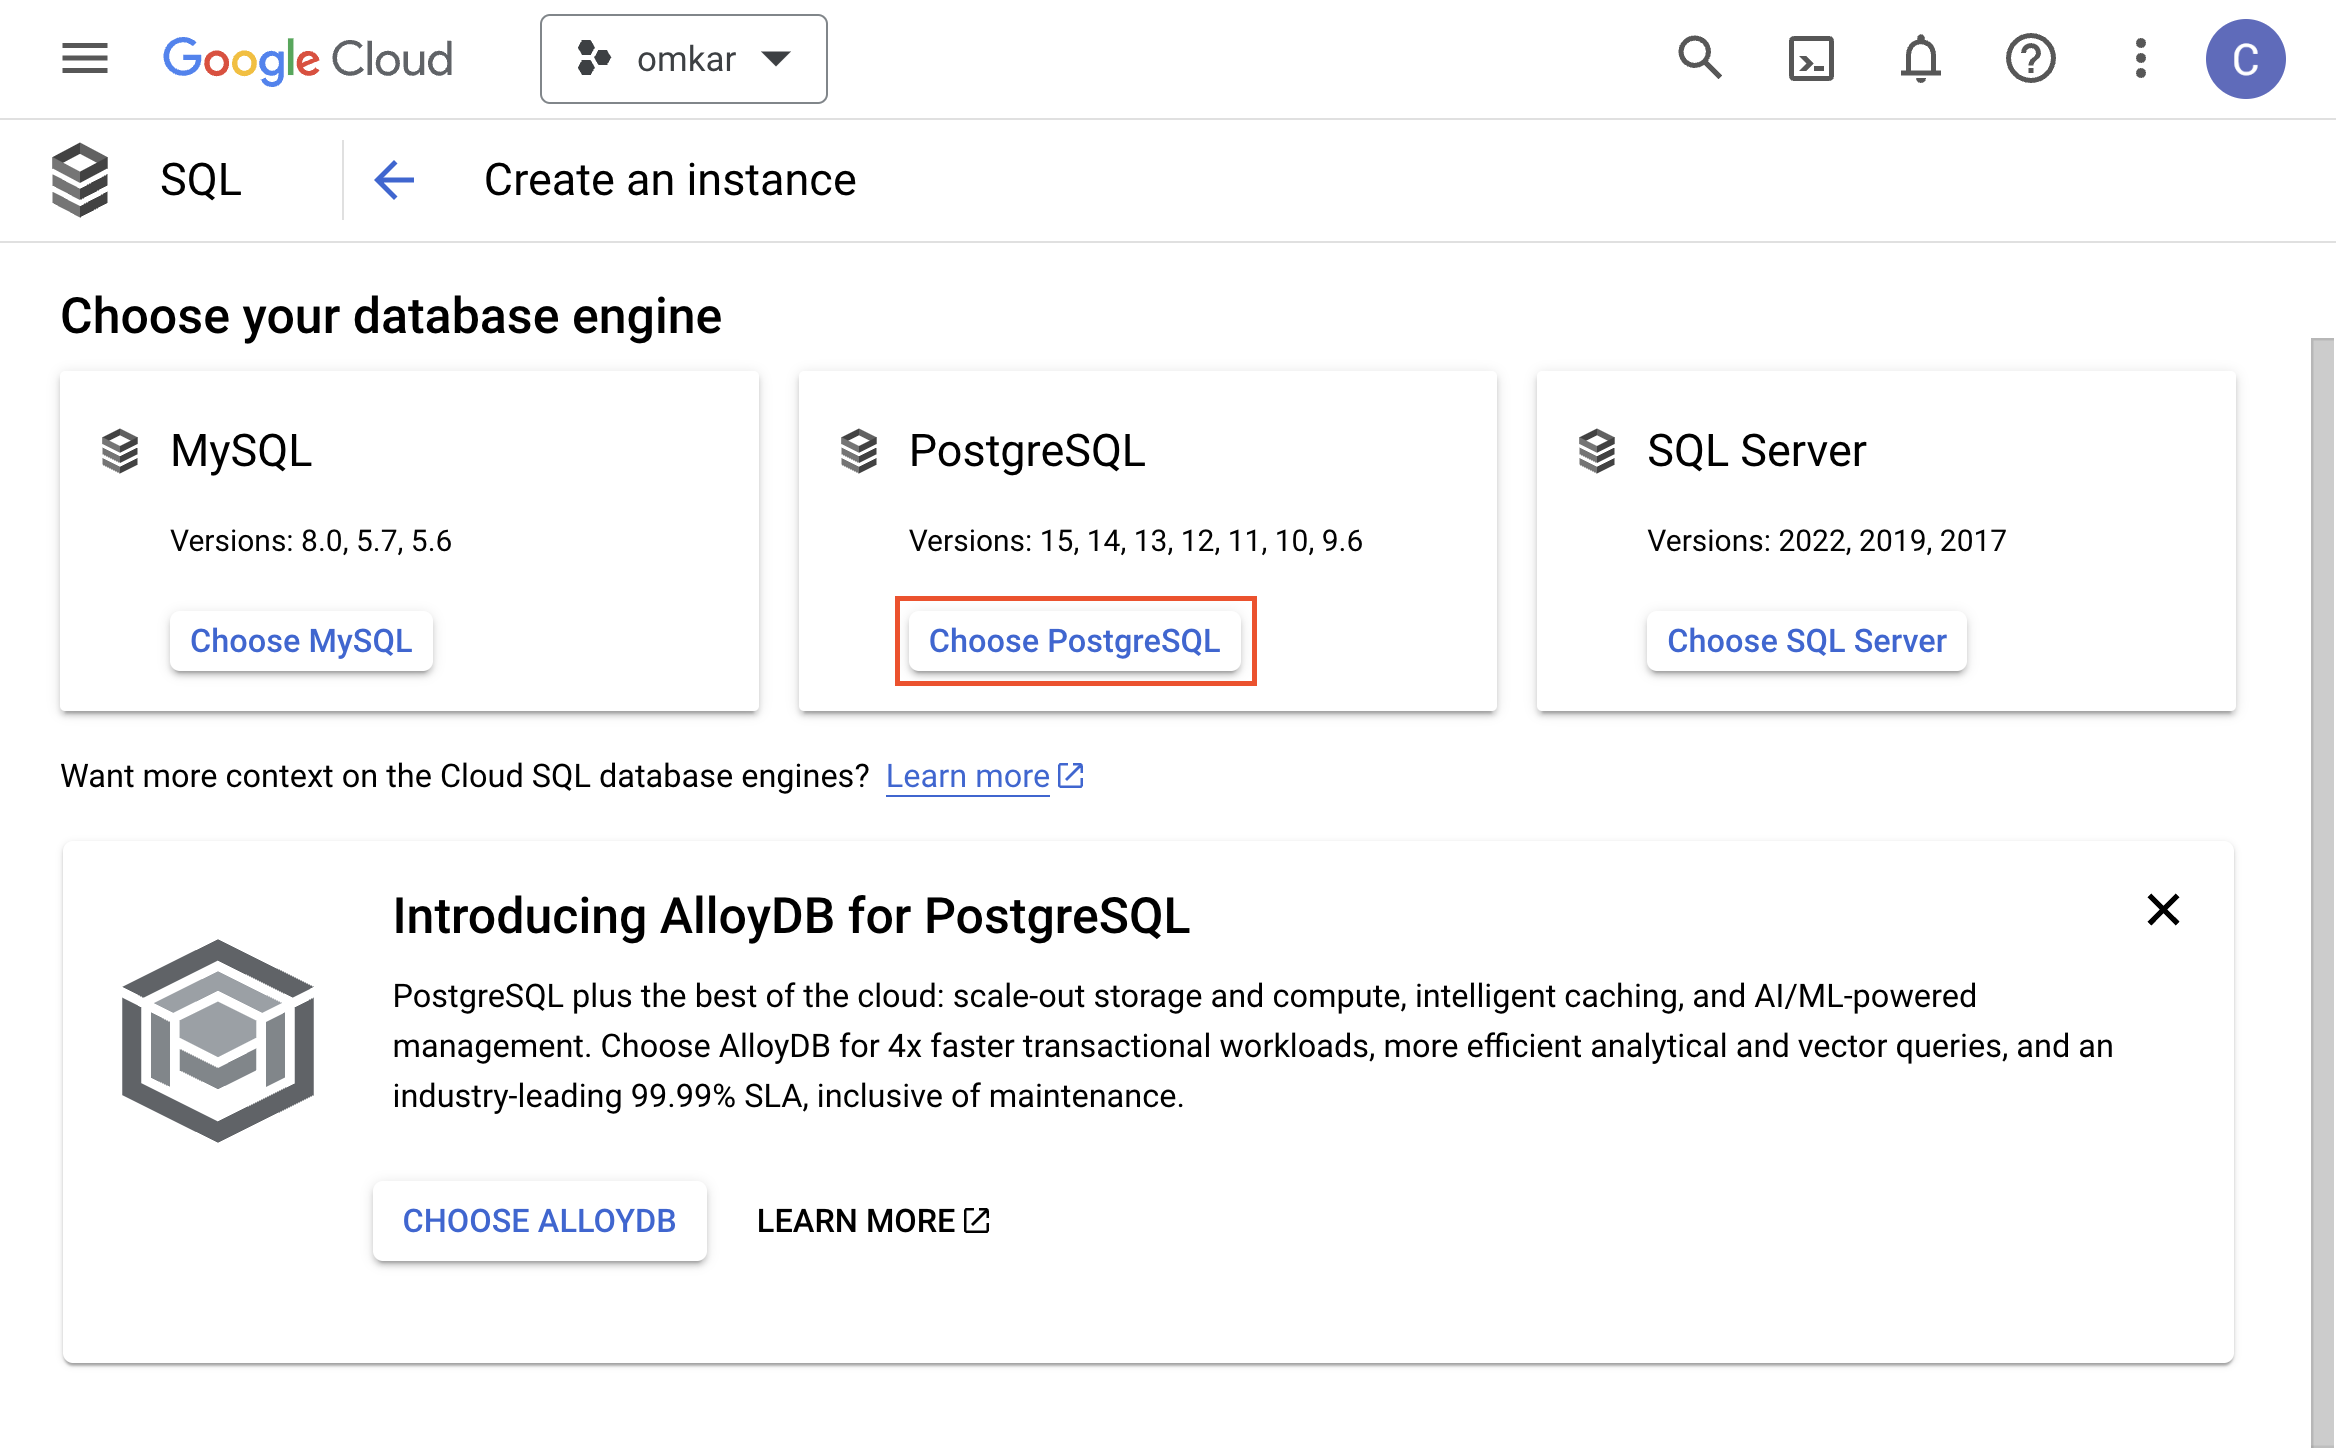 Google Cloud
omkar
C
SQL
Create an instance
Choose your database engine
MySQL
Versions: 8.0, 5.7, 5.6
Choose MySQL
PostgreSQL
Versions: 15, 14, 13, 12, 11, 10, 9.6
Choose PostgreSQL
SQL Server
Versions: 2022, 2019, 2017
Choose SQL Server
Want more context on the Cloud SQL database engines? Learn more
Introducing AlloyDB for PostgreSQL
PostgreSQL plus the best of the cloud: scale-out storage and compute, intelligent caching, and AI/ML-powered
management. Choose AlloyDB for 4x faster transactional workloads, more efficient analytical and vector queries, and an
industry-leading 99.99% SLA, inclusive of maintenance.
CHOOSE ALLOYDB
LEARN MORE